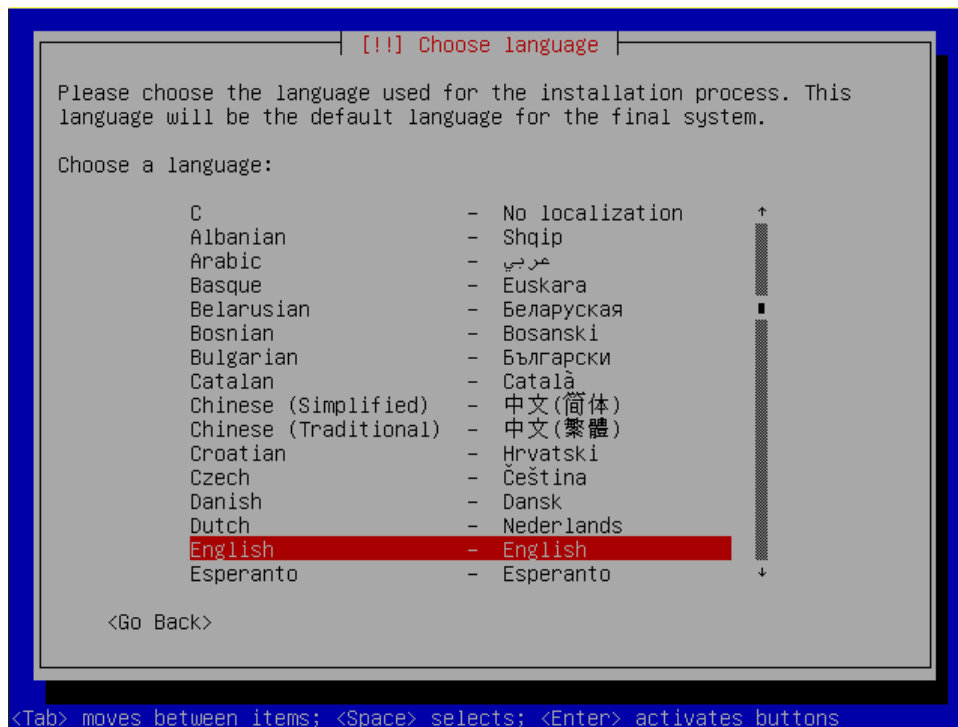 [!!] Choose language
Please choose the language used for the installation process. This
language will be the default language for the final system.
Choose a language:
C - No localization
Albanian - Shqip
Arabic - عربي
Basque - Euskara
Belarusian - Беларуская
Bosnian - Bosanski
Bulgarian - Български
Catalan - Català
Chinese (Simplified) - 中文(简体)
Chinese (Traditional) - 中文(繁體)
Croatian - Hrvatski
Czech - Čeština
Danish - Dansk
Dutch - Nederlands
English - English
Esperanto - Esperanto
<Go Back>
<Tab> moves between items; <Space> selects; <Enter> activates buttons